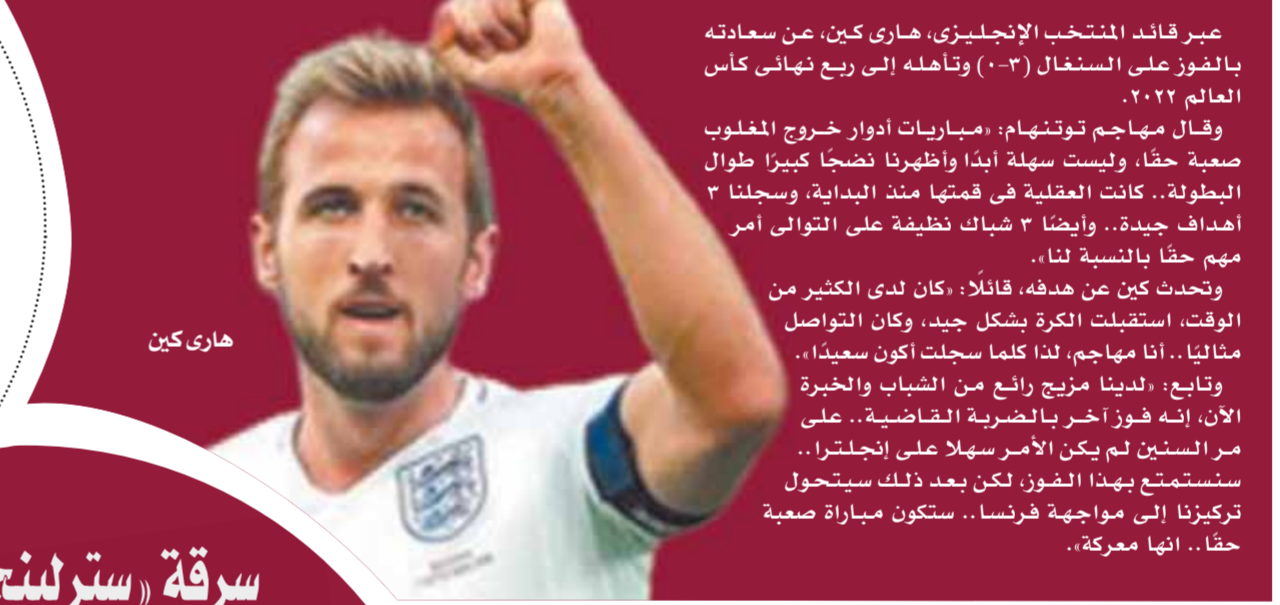 عبر قائد المنتخب الإنجليزى، هارى كين، عن سعادته
بالفوز على السنغال (٣-٠) وتأهله إلى ربع نهائى كأس
العالم ٢٠٢٢.
وقال مهاجم توتنهام: «مباريات أدوار خروج المغلوب
صعبة حقًا، وليست سهلة أبدًا وأظهرنا نضجًا كبيرًا طوال
البطولة.. كانت العقلية فى قمتها منذ البداية، وسجلنا ٣
أهداف جيدة.. وأيضًا ٣ شباك نظيفة على التوالى أمر
مهم حقًا بالنسبة لنا».
وتحدث كين عن هدفه، قائلًا: «كان لدى الكثير من
الوقت، استقبلت الكرة بشكل جيد، وكان التواصل
مثاليًا.. أنا مهاجم، لذا كلما سجلت أكون سعيدًا».
وتابع: «لدينا مزيج رائع من الشباب والخبرة
الآن، إنه فوز آخر بالضربة القاضية.. على
مر السنين لم يكن الأمر سهلا على إنجلترا..
سنستمتع بهذا الفوز، لكن بعد ذلك سيتحول
تركيزنا إلى مواجهة فرنسا.. ستكون مباراة صعبة
حقًا.. انها معركة».
هارى كين
سرقة «سترلينج